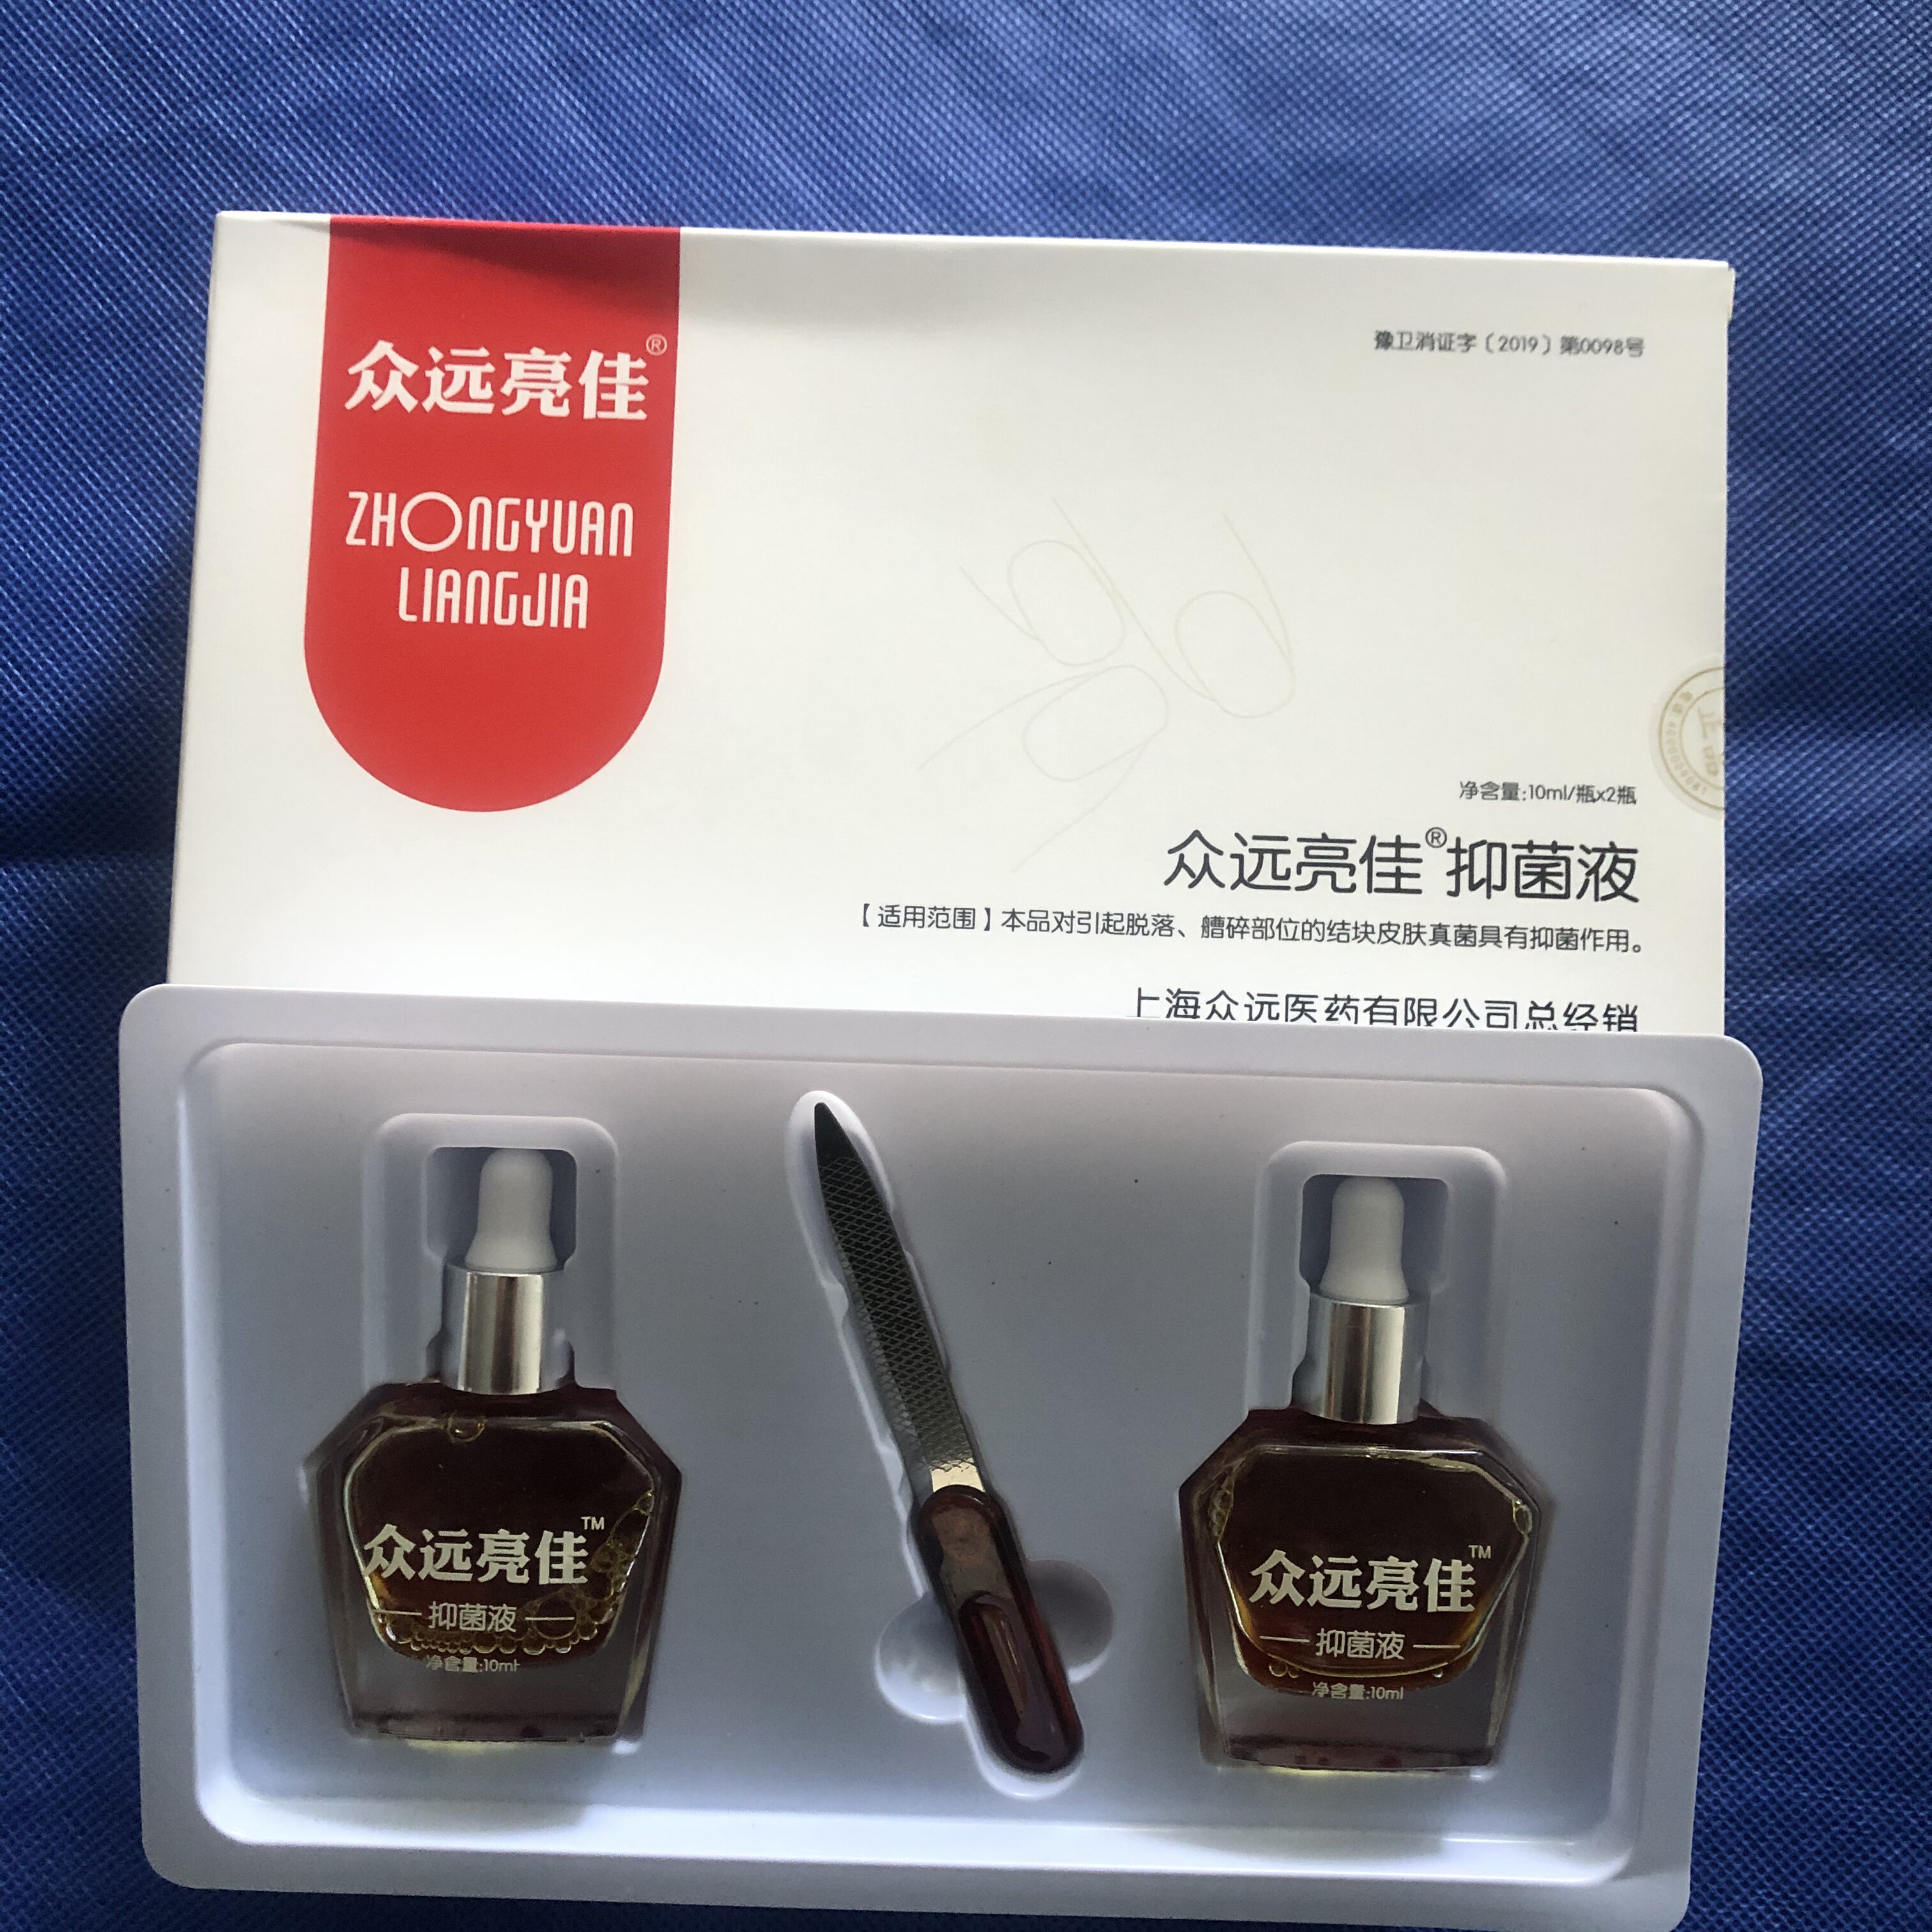 众远亮佳®
ZHONGYUAN
LIANGJIA
豫卫消证字〔2019〕第0098号
正品
净含量:10ml/瓶x2瓶
众远亮佳®抑菌液
【适用范围】本品对引起脱落、艚碎部位的结块皮肤真菌具有抑菌作用。
上海众远医药有限公司总经销
众远亮佳™
抑菌液
净含量:10ml
众远亮佳™
抑菌液
净含量:10ml